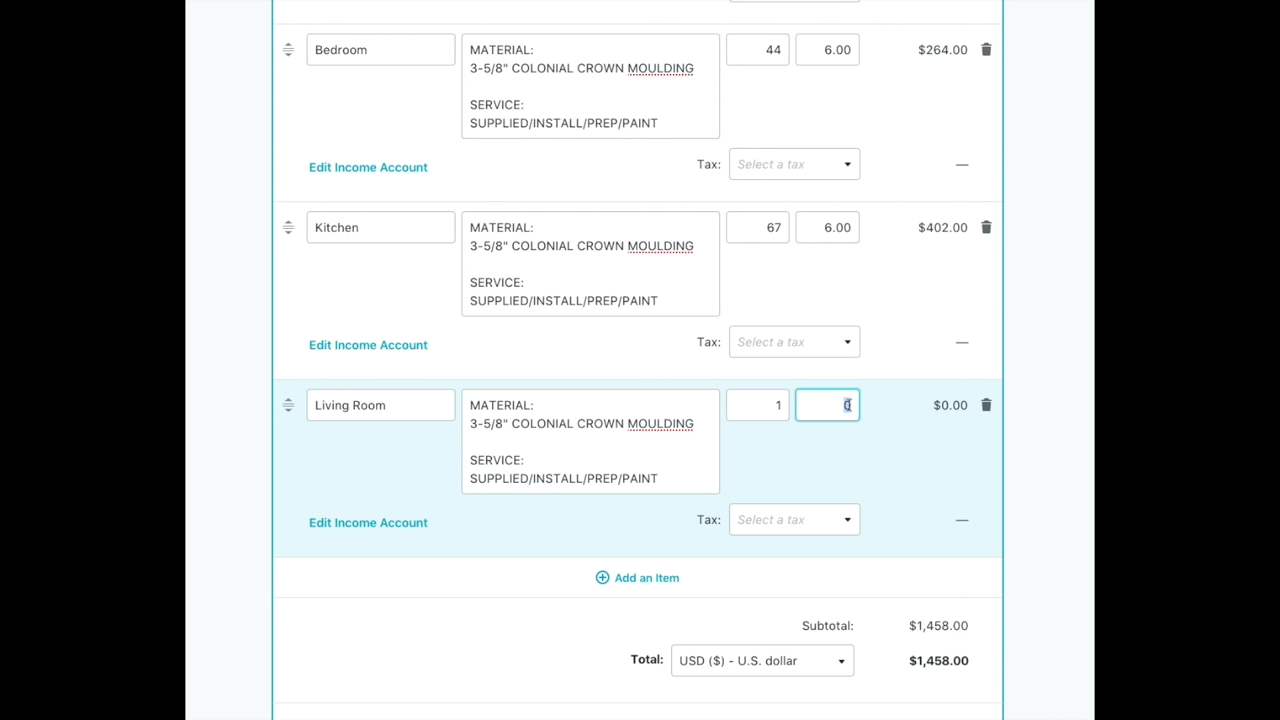 Bedroom
MATERIAL:
3-5/8" COLONIAL CROWN MOULDING
SERVICE:
SUPPLIED/INSTALL/PREP/PAINT
44
6.00
$264.00
Edit Income Account
Tax:
Select a tax
—
Kitchen
MATERIAL:
3-5/8" COLONIAL CROWN MOULDING
SERVICE:
SUPPLIED/INSTALL/PREP/PAINT
67
6.00
$402.00
Edit Income Account
Tax:
Select a tax
—
Living Room
MATERIAL:
3-5/8" COLONIAL CROWN MOULDING
SERVICE:
SUPPLIED/INSTALL/PREP/PAINT
1
0
$0.00
Edit Income Account
Tax:
Select a tax
—
Add an Item
Subtotal: $1,458.00
Total: USD ($) - U.S. dollar $1,458.00